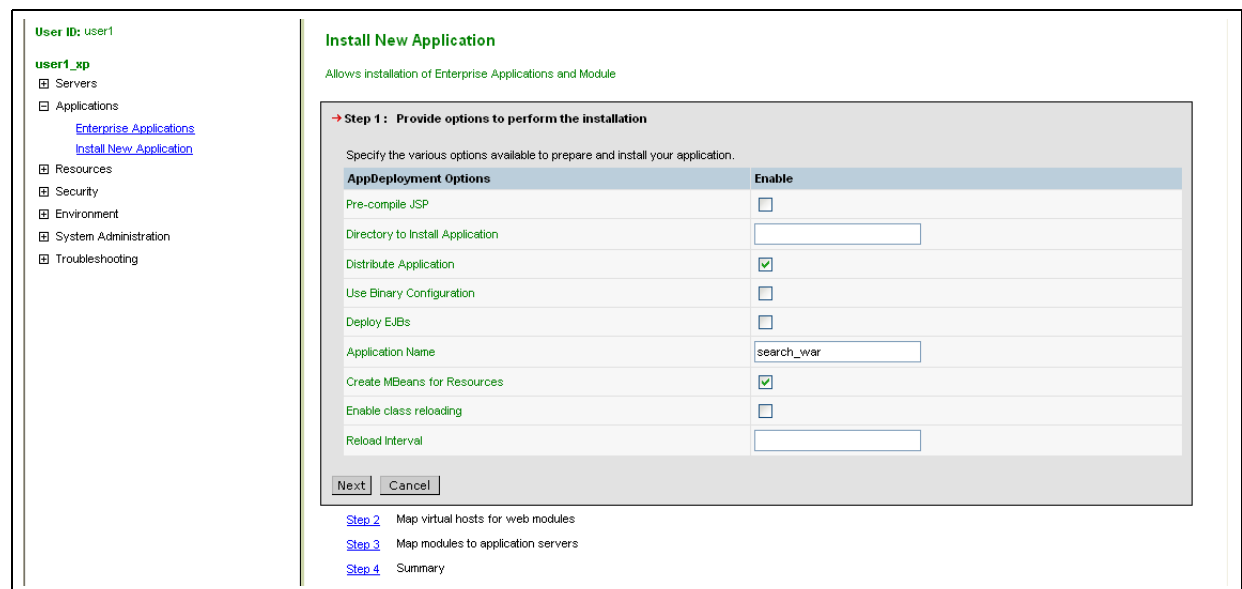 User ID: user1
user1_xp
Servers
Applications
Enterprise Applications
Install New Application
Resources
Security
Environment
System Administration
Troubleshooting
Install New Application
Allows installation of Enterprise Applications and Module
Step 1 : Provide options to perform the installation
Specify the various options available to prepare and install your application.
AppDeployment Options Enable
Pre-compile JSP
Directory to Install Application
Distribute Application
Use Binary Configuration
Deploy EJBs
Application Name search_war
Create MBeans for Resources
Enable class reloading
Reload Interval
Next Cancel
Step 2 Map virtual hosts for web modules
Step 3 Map modules to application servers
Step 4 Summary